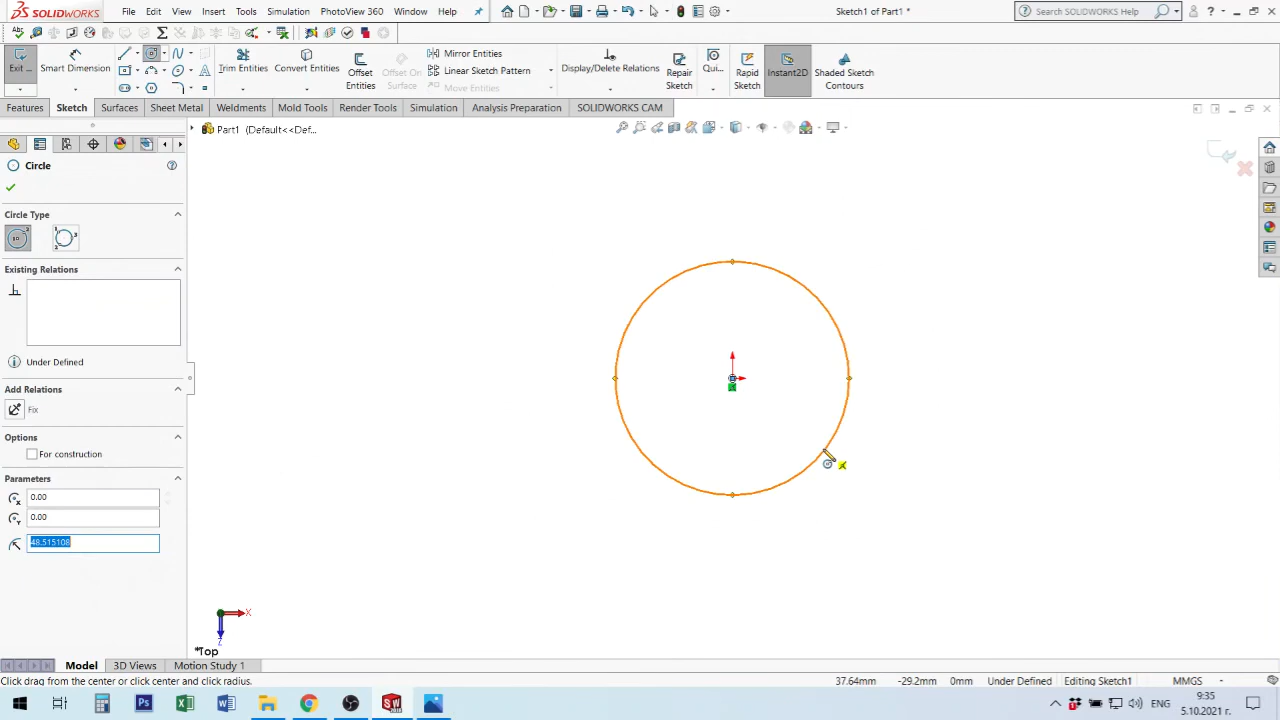 SOLIDWORKS File Edit View Insert Tools Simulation PhotoView 360 Window Help Sketch1 of Part1 * Search SOLIDWORKS Help
Exit ... Smart Dimension Trim Entities Convert Entities Offset Entities Offset On Surface Mirror Entities Linear Sketch Pattern Move Entities Display/Delete Relations Repair Sketch Qui... Rapid Sketch Instant2D Shaded Sketch Contours
Features Sketch Surfaces Sheet Metal Weldments Mold Tools Render Tools Simulation Analysis Preparation SOLIDWORKS CAM
Part1 (Default<<Def...
Circle
Circle Type
Existing Relations
Under Defined
Add Relations
Fix
Options
For construction
Parameters
0.00
0.00
48.515108
X
Z
*Top
Model 3D Views Motion Study 1
Click drag from the center or click center and click radius. 37.64mm -29.2mm 0mm Under Defined Editing Sketch1 MMGS
ENG 9:35
5.10.2021 г.